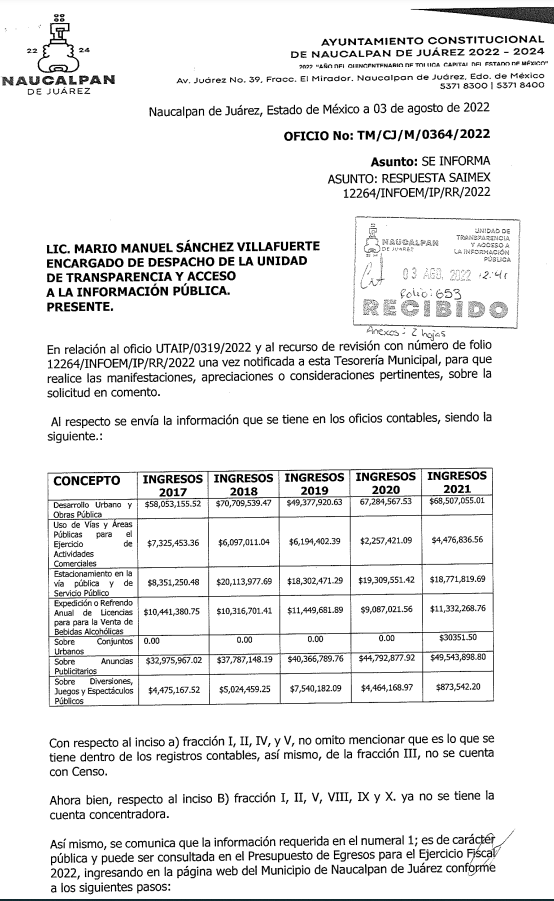 22 24
NAUCALPAN
DE JUÁREZ
AYUNTAMIENTO CONSTITUCIONAL
DE NAUCALPAN DE JUÁREZ 2022 - 2024
2022 "AÑO DEL QUINCENTENARIO DE TOLUCA CAPITAL DEL ESTADO DE MÉXICO"
Av. Juárez No. 39, Fracc. El Mirador, Naucalpan de Juárez, Edo. de México
5371 8300 | 5371 8400
Naucalpan de Juárez, Estado de México a 03 de agosto de 2022
OFICIO No: TM/CJ/M/0364/2022
Asunto: SE INFORMA
ASUNTO: RESPUESTA SAIMEX
12264/INFOEM/IP/RR/2022
LIC. MARIO MANUEL SÁNCHEZ VILLAFUERTE
ENCARGADO DE DESPACHO DE LA UNIDAD
DE TRANSPARENCIA Y ACCESO
A LA INFORMACIÓN PÚBLICA.
PRESENTE.
NAUCALPAN
DE JUÁREZ
UNIDAD DE
TRANSPARENCIA
Y ACCESO A
LA INFORMACIÓN
PÚBLICA
03 AGO. 2022 12:41
folio: 653
RECIBIDO
Anexos: 2 hojas
En relación al oficio UTAIP/0319/2022 y al recurso de revisión con número de folio
12264/INFOEM/IP/RR/2022 una vez notificada a esta Tesorería Municipal, para que
realice las manifestaciones, apreciaciones o consideraciones pertinentes, sobre la
solicitud en comento.
Al respecto se envía la información que se tiene en los oficios contables, siendo la
siguiente.:
CONCEPTO INGRESOS 2017 INGRESOS 2018 INGRESOS 2019 INGRESOS 2020 INGRESOS 2021
Desarrollo Urbano y Obras Pública $58,053,155.52 $70,709,539.47 $49,377,920.63 67,284,567.53 $68,507,055.01
Uso de Vías y Áreas Públicas para el Ejercicio de Actividades Comerciales $7,325,453.36 $6,097,011.04 $6,194,402.39 $2,257,421.09 $4,476,836.56
Estacionamiento en la vía pública y de Servicio Público $8,351,250.48 $20,113,977.69 $18,302,471.29 $19,309,551.42 $18,771,819.69
Expedición o Refrendo Anual de Licencias para para la Venta de Bebidas Alcohólicas $10,441,380.75 $10,316,701.41 $11,449,681.89 $9,087,021.56 $11,332,268.76
Sobre Conjuntos Urbanos 0.00 0.00 0.00 0.00 $30351.50
Sobre Anuncias Publicitarios $32,975,967.02 $37,787,148.19 $40,366,789.76 $44,792,877.92 $49,543,898.80
Sobre Diversiones, Juegos y Espectáculos Públicos $4,475,167.52 $5,024,459.25 $7,540,182.09 $4,464,168.97 $873,542.20
Con respecto al inciso a) fracción I, II, IV, y V, no omito mencionar que es lo que se
tiene dentro de los registros contables, así mismo, de la fracción III, no se cuenta
con Censo.
Ahora bien, respecto al inciso B) fracción I, II, V, VIII, IX y X. ya no se tiene la
cuenta concentradora.
Así mismo, se comunica que la información requerida en el numeral 1; es de carácter
pública y puede ser consultada en el Presupuesto de Egresos para el Ejercicio Fiscal
2022, ingresando en la página web del Municipio de Naucalpan de Juárez conforme
a los siguientes pasos: